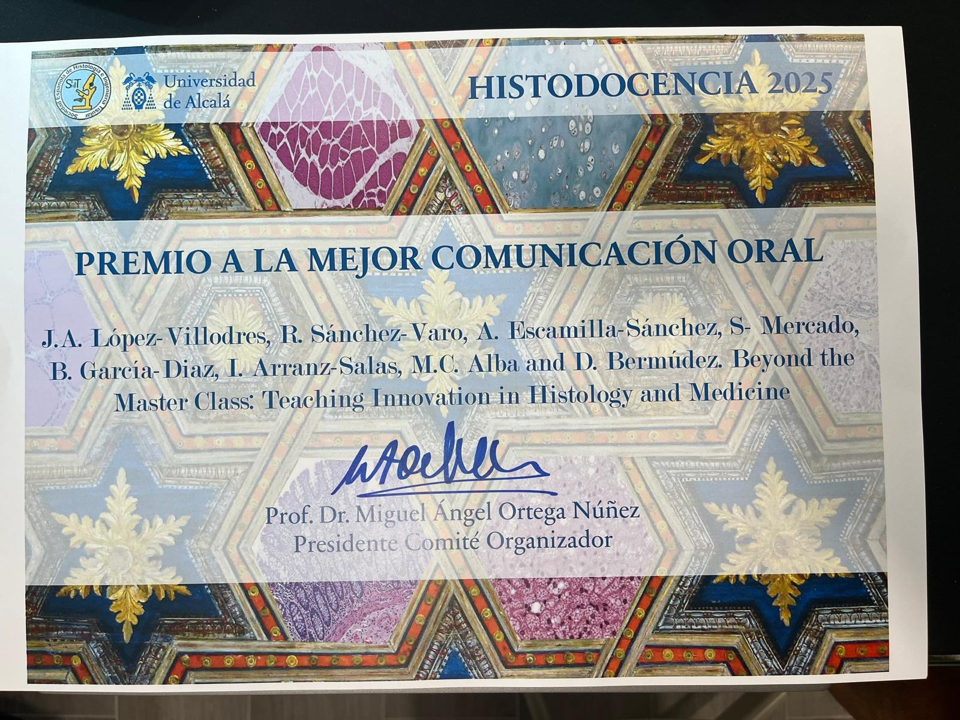 Universidad
de Alcalá
HISTODOCENCIA 2025
PREMIO A LA MEJOR COMUNICACIÓN ORAL
J.A. López-Villodres, R. Sánchez-Varo, A. Escamilla-Sánchez, S- Mercado,
B. García-Díaz, I. Arranz-Salas, M.C. Alba and D. Bermúdez. Beyond the
Master Class: Teaching Innovation in Histology and Medicine
Prof. Dr. Miguel Ángel Ortega Núñez
Presidente Comité Organizador